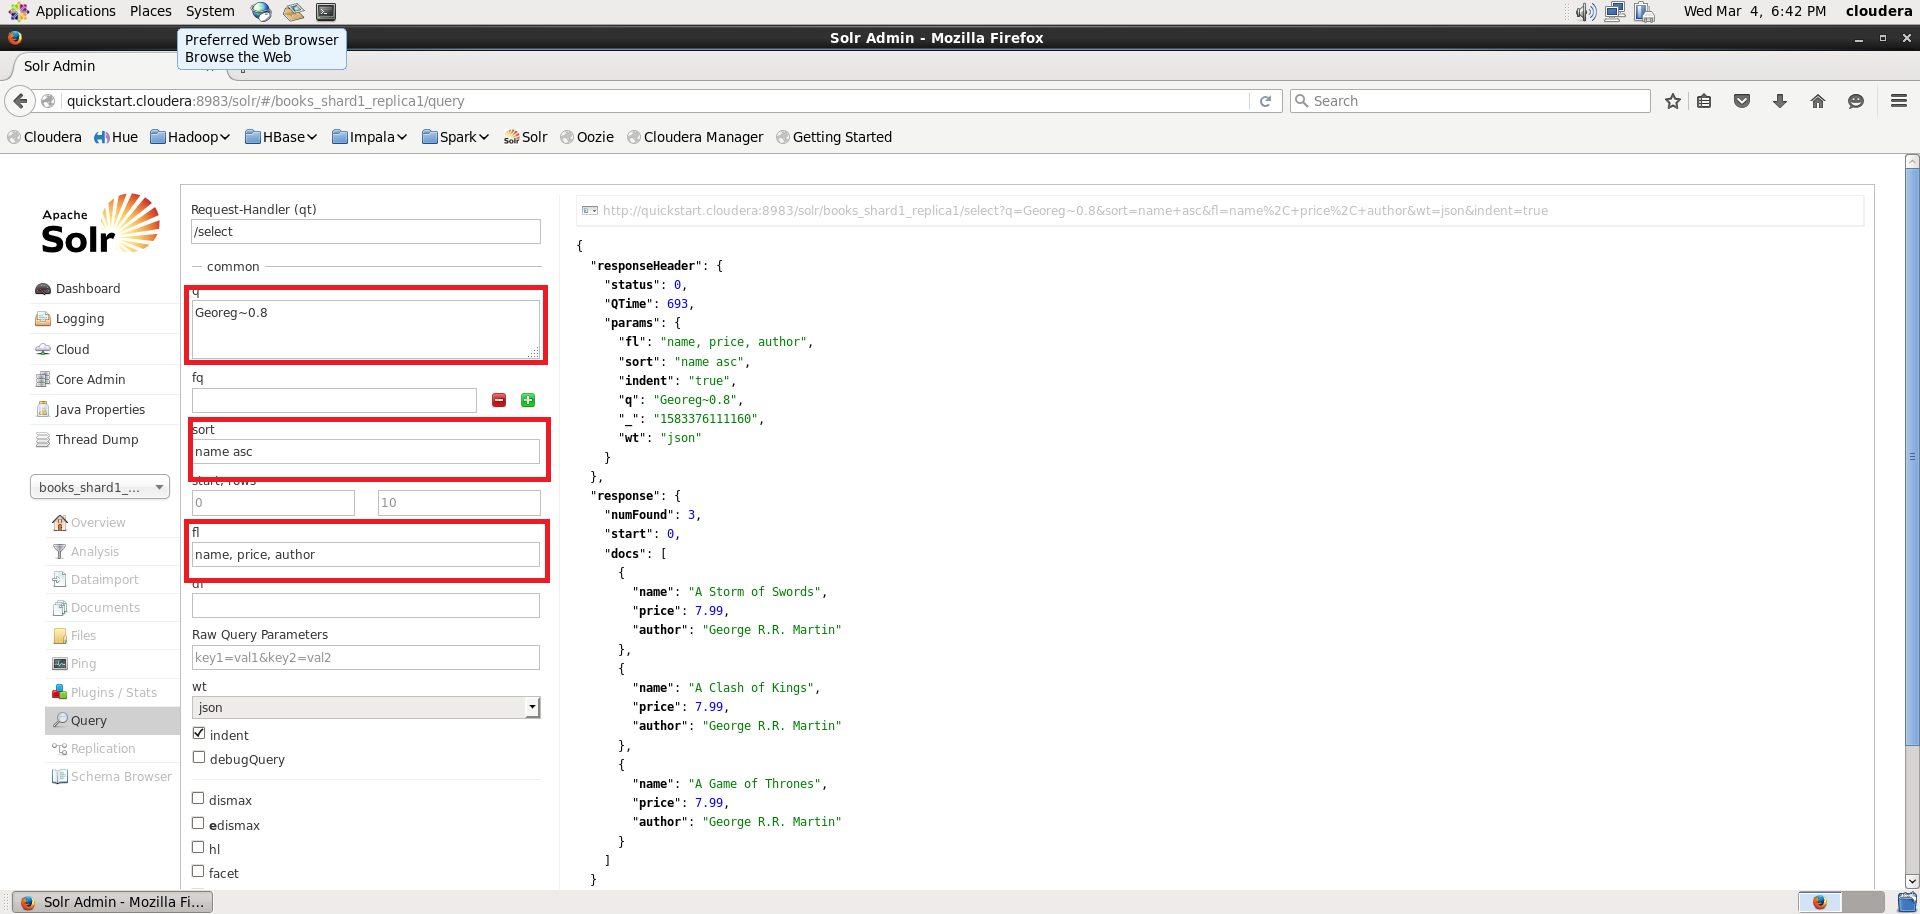 Applications Places System
Wed Mar 4, 6:42 PM cloudera
Preferred Web Browser
Browse the Web
Solr Admin - Mozilla Firefox
Solr Admin
quickstart.cloudera:8983/solr/#/books_shard1_replica1/query
Search
Cloudera Hue Hadoop HBase Impala Spark Solr Oozie Cloudera Manager Getting Started
Apache
Solr
Dashboard
Logging
Cloud
Core Admin
Java Properties
Thread Dump
books_shard1_...
Overview
Analysis
Dataimport
Documents
Files
Ping
Plugins / Stats
Query
Replication
Schema Browser
Request-Handler (qt)
/select
common
q
Georeg~0.8
fq
sort
name asc
start, rows
0 10
fl
name, price, author
df
Raw Query Parameters
key1=val1&key2=val2
wt
json
indent
debugQuery
dismax
edismax
hl
facet
http://quickstart.cloudera:8983/solr/books_shard1_replica1/select?q=Georeg~0.8&sort=name+asc&fl=name%2C+price%2C+author&wt=json&indent=true
{
"responseHeader": {
"status": 0,
"QTime": 693,
"params": {
"fl": "name, price, author",
"sort": "name asc",
"indent": "true",
"q": "Georeg~0.8",
"_": "1583376111160",
"wt": "json"
}
},
"response": {
"numFound": 3,
"start": 0,
"docs": [
{
"name": "A Storm of Swords",
"price": 7.99,
"author": "George R.R. Martin"
},
{
"name": "A Clash of Kings",
"price": 7.99,
"author": "George R.R. Martin"
},
{
"name": "A Game of Thrones",
"price": 7.99,
"author": "George R.R. Martin"
}
]
}
Solr Admin - Mozilla Fi...